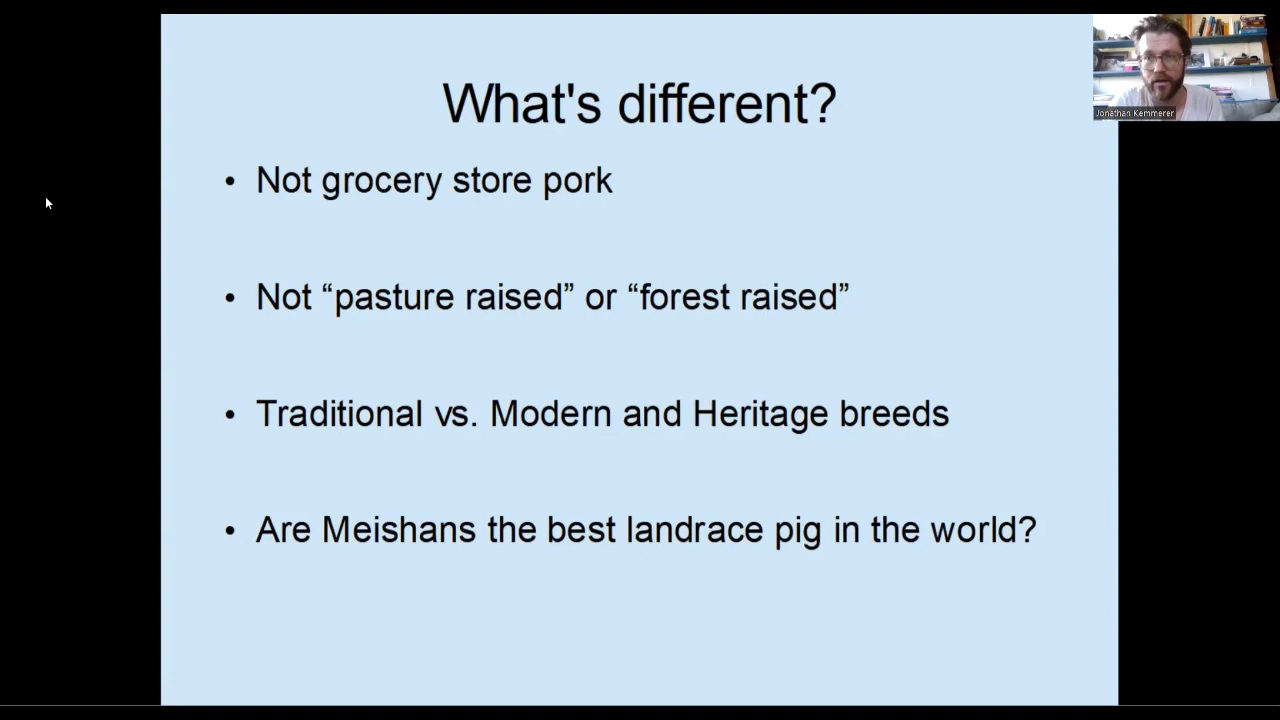 What's different?
• Not grocery store pork
• Not “pasture raised” or “forest raised”
• Traditional vs. Modern and Heritage breeds
• Are Meishans the best landrace pig in the world?
Jonathan Kemmerer